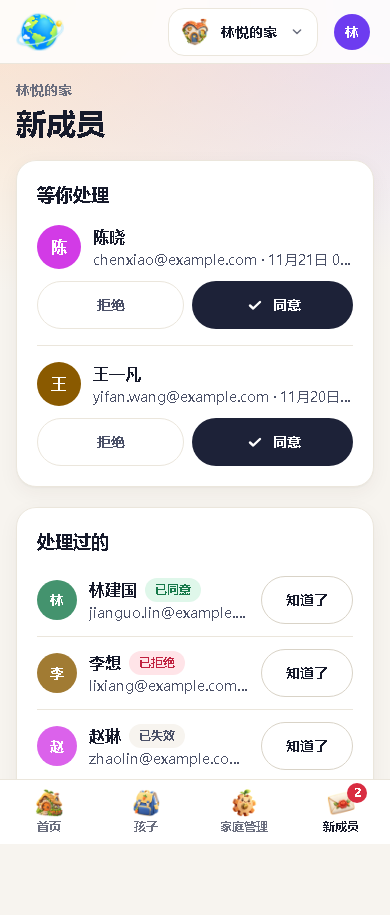 林悦的家
林
林悦的家
新成员
等你处理
陈
陈晓
chenxiao@example.com · 11月21日 0...
拒绝
同意
王
王一凡
yifan.wang@example.com · 11月20日...
拒绝
同意
处理过的
林
林建国 已同意
jianguo.lin@example....
知道了
李
李想 已拒绝
lixiang@example.com...
知道了
赵
赵琳 已失效
zhaolin@example.co...
知道了
首页
孩子
家庭管理
2
新成员